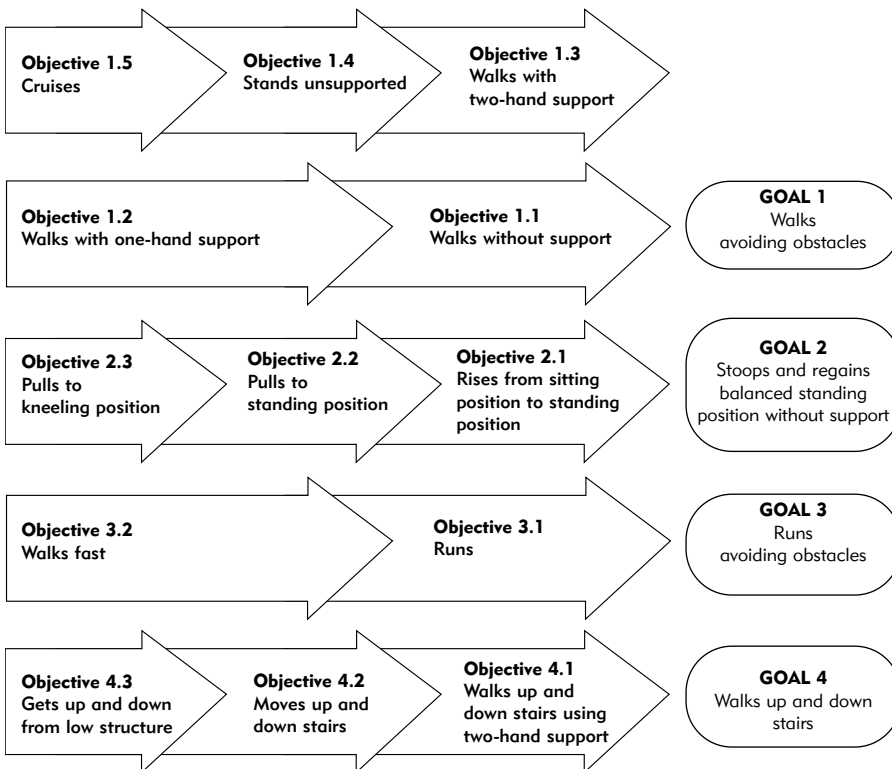 Objective 1.5
Cruises
Objective 1.4
Stands unsupported
Objective 1.3
Walks with
two-hand support
Objective 1.2
Walks with one-hand support
Objective 1.1
Walks without support
GOAL 1
Walks
avoiding obstacles
Objective 2.3
Pulls to
kneeling position
Objective 2.2
Pulls to
standing position
Objective 2.1
Rises from sitting
position to standing
position
GOAL 2
Stoops and regains
balanced standing
position without support
Objective 3.2
Walks fast
Objective 3.1
Runs
GOAL 3
Runs
avoiding obstacles
Objective 4.3
Gets up and down
from low structure
Objective 4.2
Moves up and
down stairs
Objective 4.1
Walks up and
down stairs using
two-hand support
GOAL 4
Walks up and down
stairs